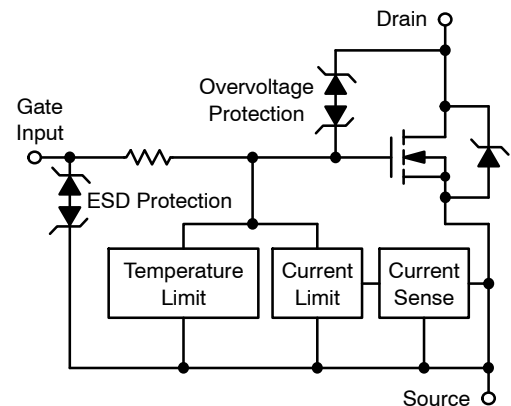 Drain
Overvoltage
Protection
Gate
Input
ESD Protection
Temperature
Limit
Current
Limit
Current
Sense
Source